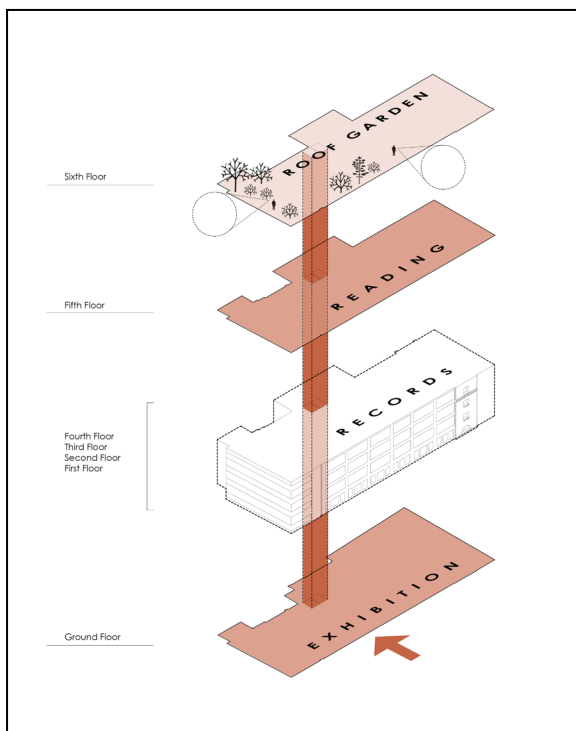 ROOF GARDEN
Sixth Floor
READING
Fifth Floor
RECORDS
Fourth Floor
Third Floor
Second Floor
First Floor
EXHIBITION
Ground Floor